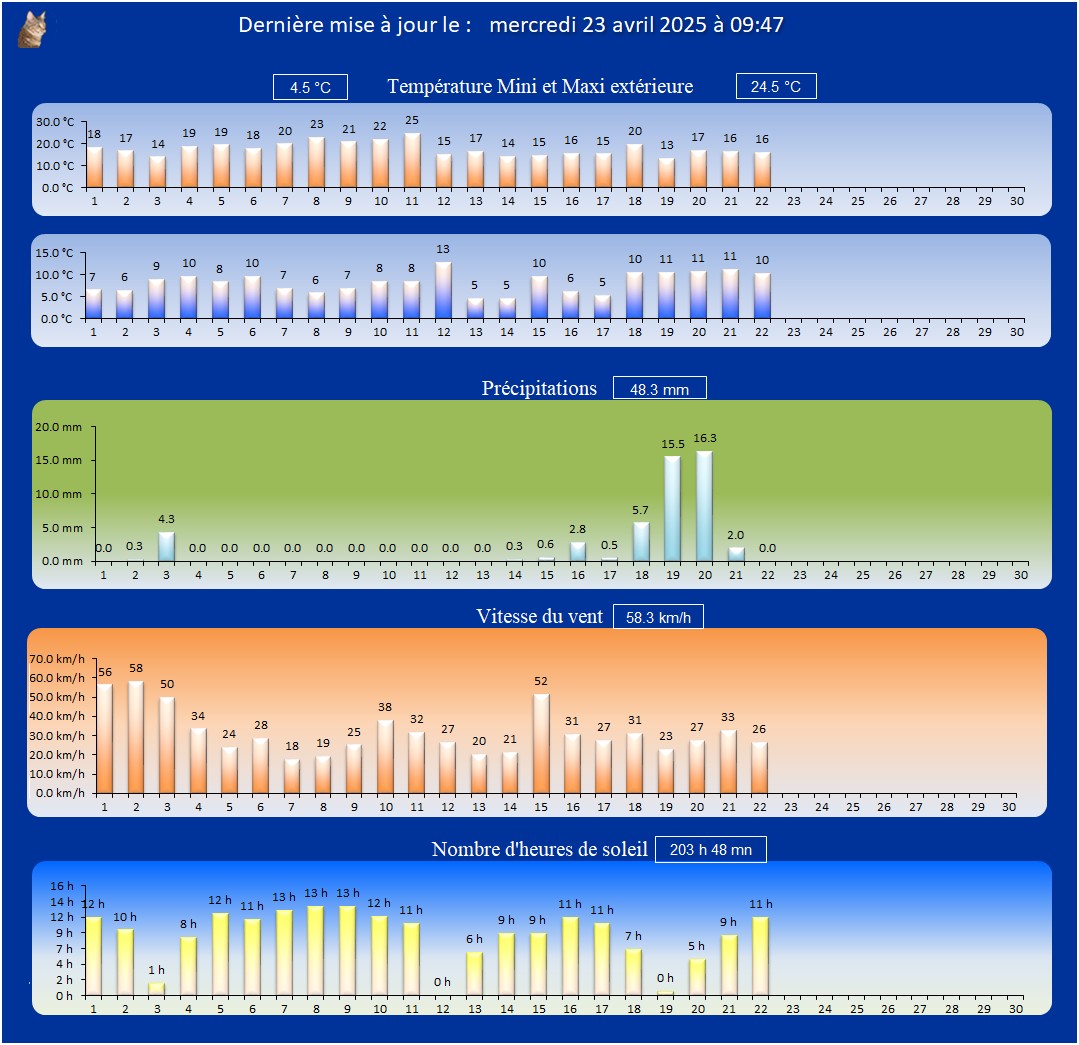 Dernière mise à jour le : mercredi 23 avril 2025 à 09:47
4.5 °C Température Mini et Maxi extérieure 24.5 °C
30.0 °C
20.0 °C
10.0 °C
0.0 °C
18 17 14 19 19 18 20 23 21 22 25 15 17 14 15 16 15 20 13 17 16 16
1 2 3 4 5 6 7 8 9 10 11 12 13 14 15 16 17 18 19 20 21 22 23 24 25 26 27 28 29 30
15.0 °C
10.0 °C
5.0 °C
0.0 °C
7 6 9 10 8 10 7 6 7 8 8 13 5 5 10 6 5 10 11 11 11 10
1 2 3 4 5 6 7 8 9 10 11 12 13 14 15 16 17 18 19 20 21 22 23 24 25 26 27 28 29 30
Précipitations 48.3 mm
20.0 mm
15.0 mm
10.0 mm
5.0 mm
0.0 mm
0.0 0.3 4.3 0.0 0.0 0.0 0.0 0.0 0.0 0.0 0.0 0.0 0.0 0.3 0.6 2.8 0.5 5.7 15.5 16.3 2.0 0.0
1 2 3 4 5 6 7 8 9 10 11 12 13 14 15 16 17 18 19 20 21 22 23 24 25 26 27 28 29 30
Vitesse du vent 58.3 km/h
70.0 km/h
60.0 km/h
50.0 km/h
40.0 km/h
30.0 km/h
20.0 km/h
10.0 km/h
0.0 km/h
56 58 50 34 24 28 18 19 25 38 32 27 20 21 52 31 27 31 23 27 33 26
1 2 3 4 5 6 7 8 9 10 11 12 13 14 15 16 17 18 19 20 21 22 23 24 25 26 27 28 29 30
Nombre d'heures de soleil 203 h 48 mn
16 h
14 h
12 h
9 h
7 h
4 h
2 h
0 h
12 h 10 h 1 h 8 h 12 h 11 h 13 h 13 h 13 h 12 h 11 h 0 h 6 h 9 h 9 h 11 h 11 h 7 h 0 h 5 h 9 h 11 h
1 2 3 4 5 6 7 8 9 10 11 12 13 14 15 16 17 18 19 20 21 22 23 24 25 26 27 28 29 30